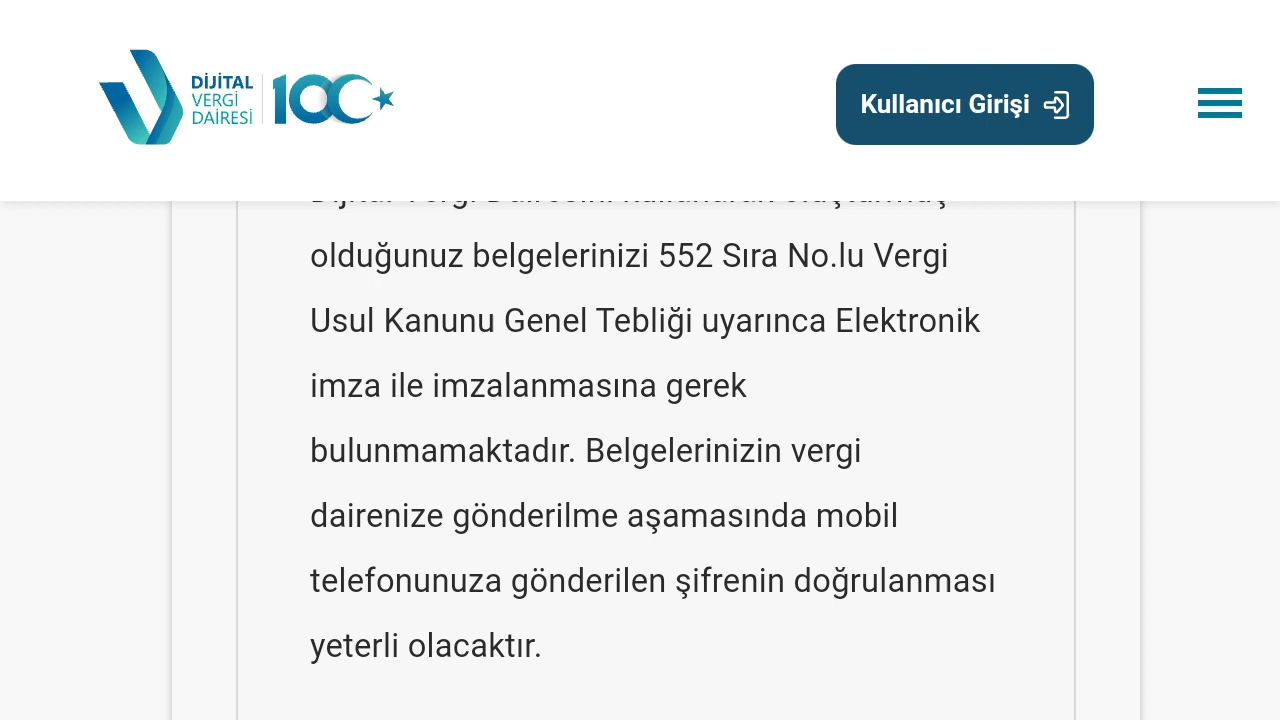 DİJİTAL
VERGİ
DAİRESİ
100
Kullanıcı Girişi
olduğunuz belgelerinizi 552 Sıra No.lu Vergi
Usul Kanunu Genel Tebliği uyarınca Elektronik
imza ile imzalanmasına gerek
bulunmamaktadır. Belgelerinizin vergi
dairenize gönderilme aşamasında mobil
telefonunuza gönderilen şifrenin doğrulanması
yeterli olacaktır.